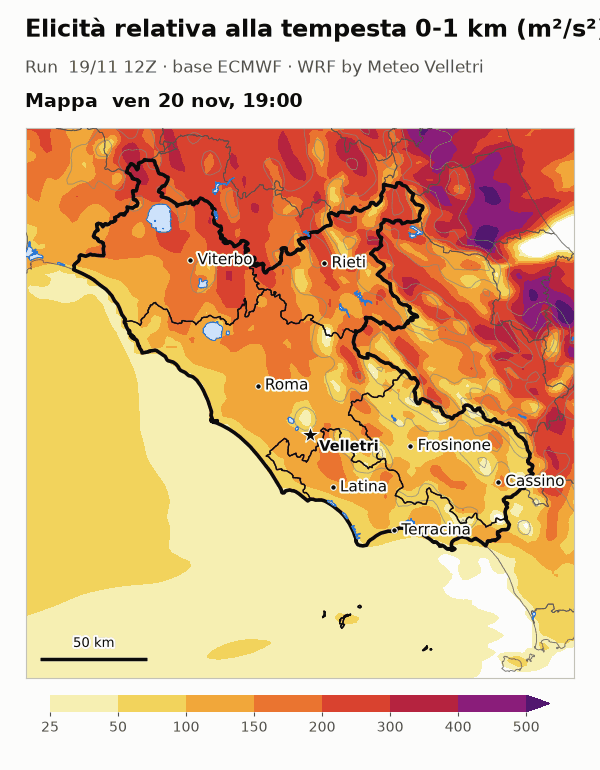 Elicità relativa alla tempesta 0-1 km (m²/s²)
Run 19/11 12Z · base ECMWF · WRF by Meteo Velletri
Mappa ven 20 nov, 19:00
Viterbo
Rieti
Roma
Velletri
Frosinone
Cassino
Latina
Terracina
50 km
25 50 100 150 200 300 400 500